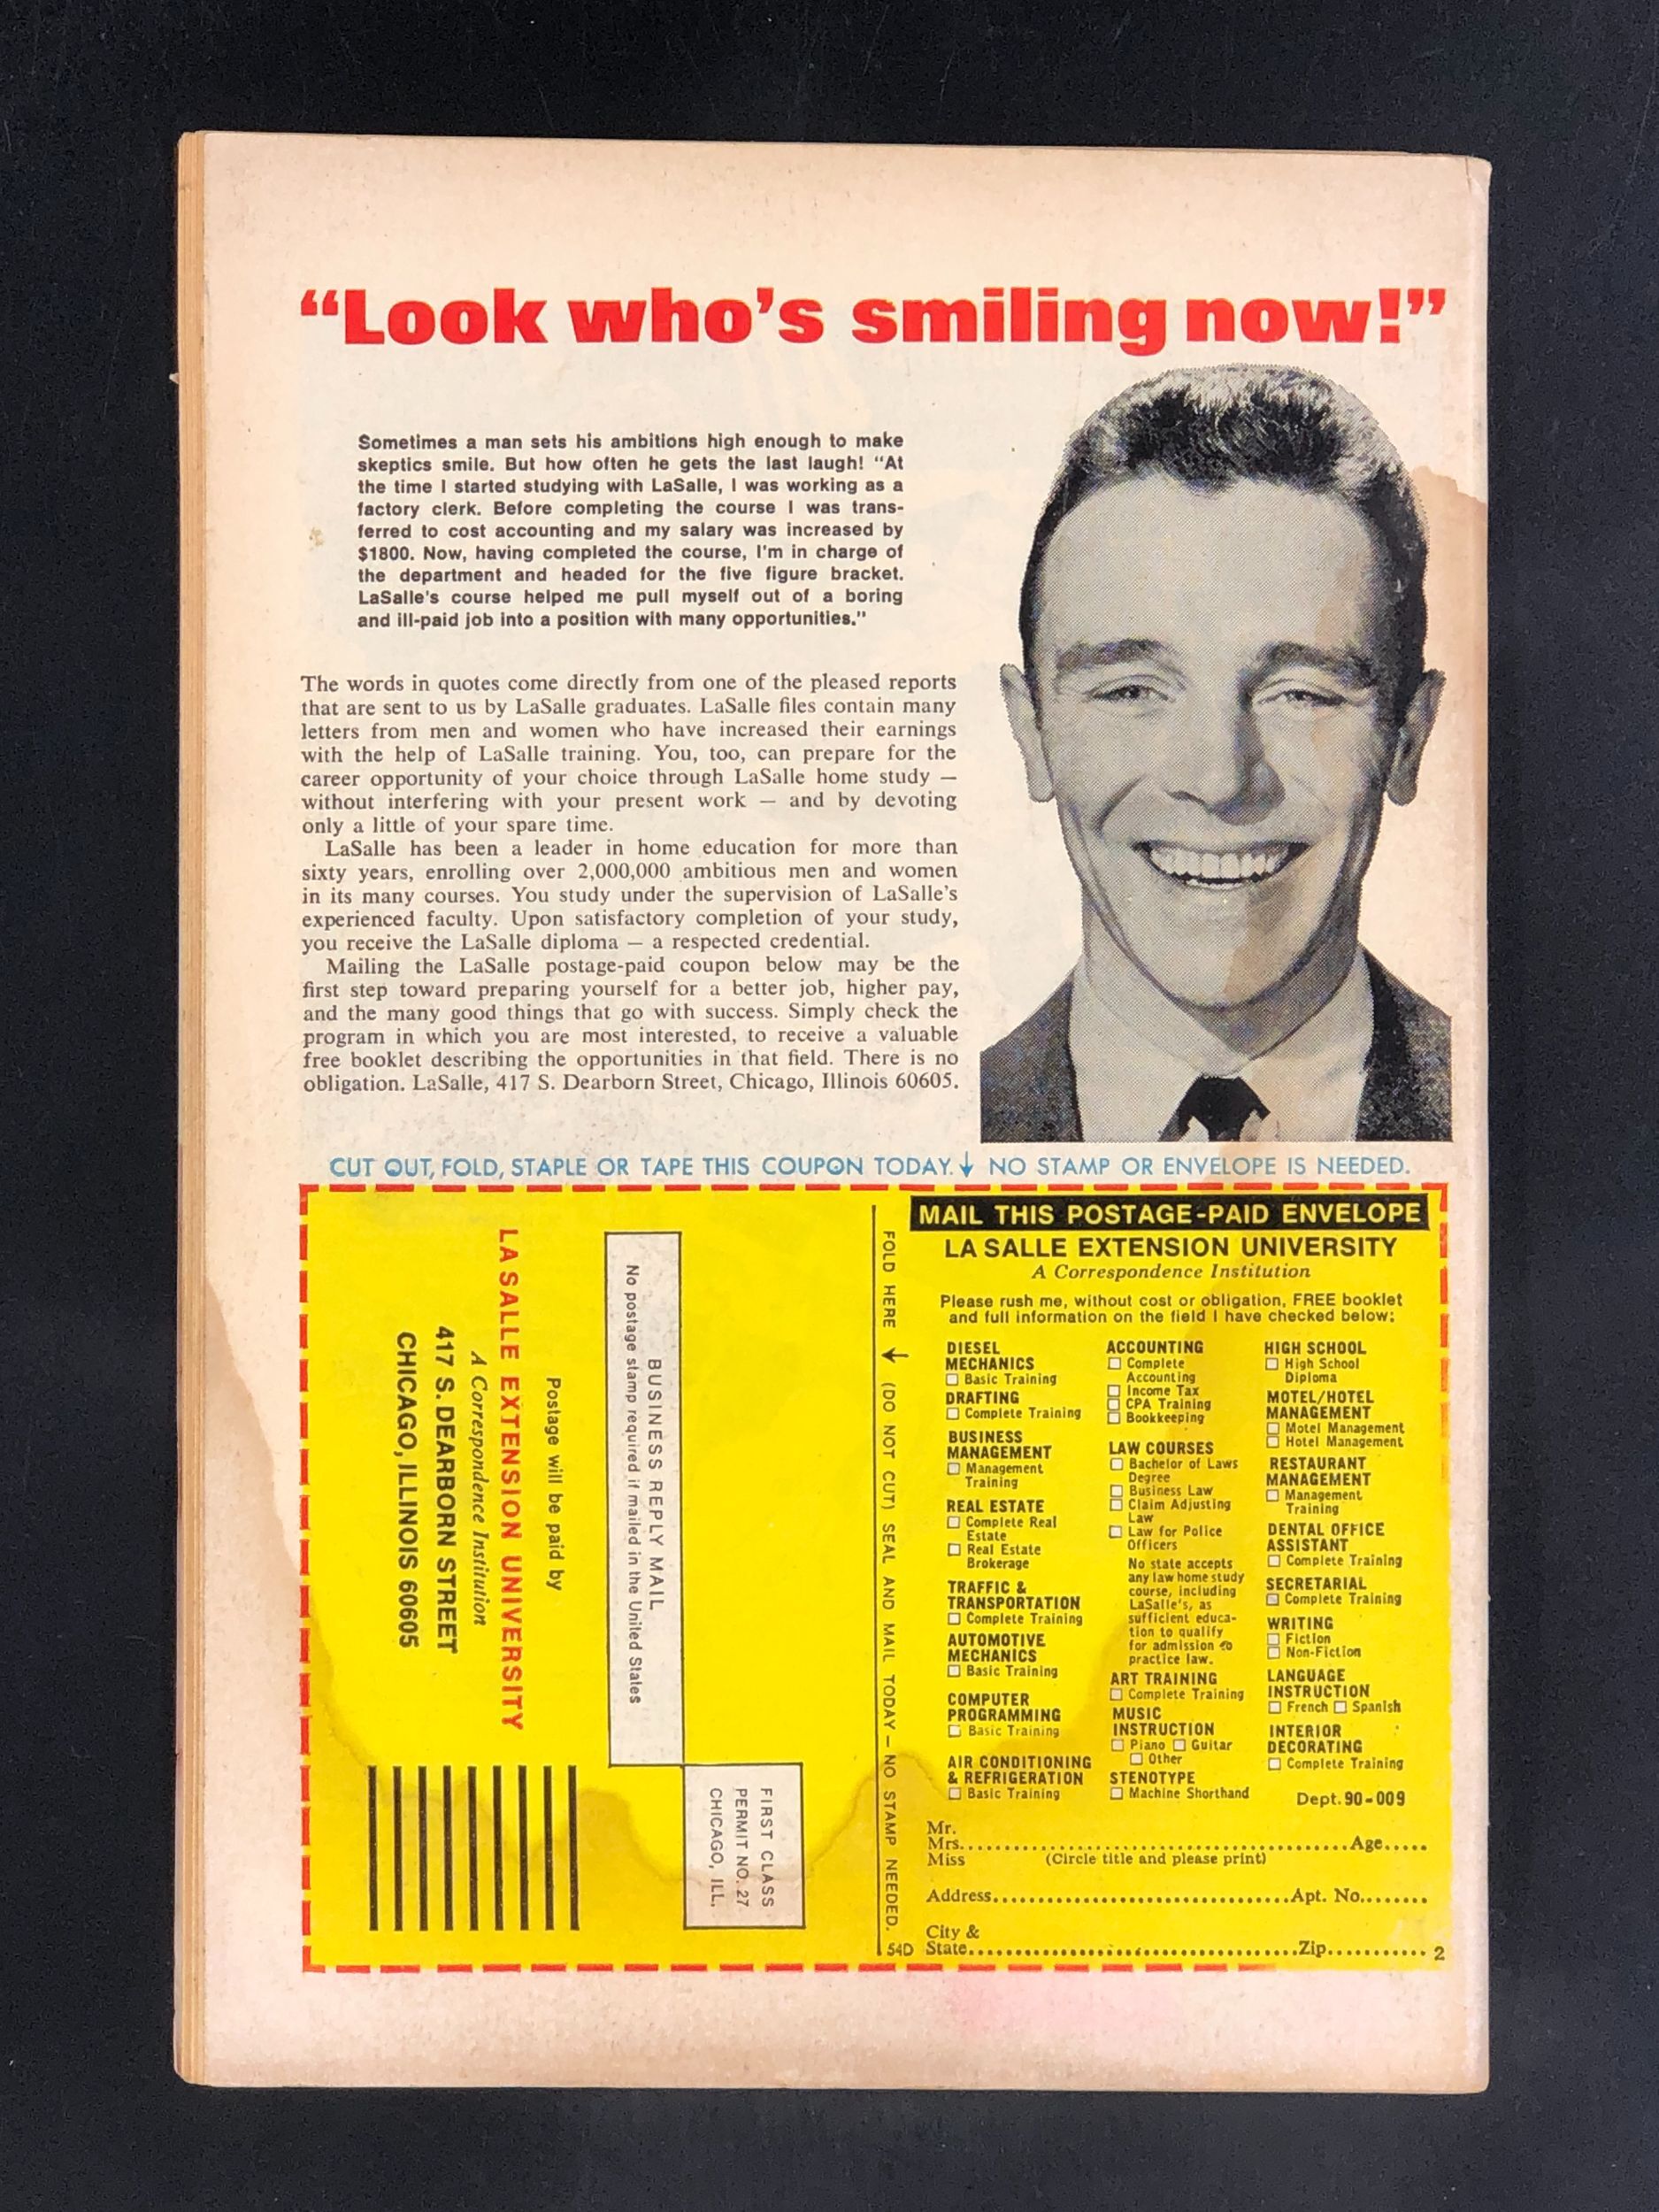 “Look who’s smiling now!”
Sometimes a man sets his ambitions high enough to make
skeptics smile. But how often he gets the last laugh! “At
the time I started studying with LaSalle, I was working as a
factory clerk. Before completing the course I was trans-
ferred to cost accounting and my salary was increased by
$1800. Now, having completed the course, I'm in charge of
the department and headed for the five figure bracket.
LaSalle's course helped me pull myself out of a boring
and ill-paid job into a position with many opportunities."
The words in quotes come directly from one of the pleased reports
that are sent to us by LaSalle graduates. LaSalle files contain many
letters from men and women who have increased their earnings
with the help of LaSalle training. You, too, can prepare for the
career opportunity of your choice through LaSalle home study —
without interfering with your present work — and by devoting
only a little of your spare time.
LaSalle has been a leader in home education for more than
sixty years, enrolling over 2,000,000 ambitious men and women
in its many courses. You study under the supervision of LaSalle's
experienced faculty. Upon satisfactory completion of your study,
you receive the LaSalle diploma — a respected credential.
Mailing the LaSalle postage-paid coupon below may be the
first step toward preparing yourself for a better job, higher pay,
and the many good things that go with success. Simply check the
program in which you are most interested, to receive a valuable
free booklet describing the opportunities in that field. There is no
obligation. LaSalle, 417 S. Dearborn Street, Chicago, Illinois 60605.
CUT OUT, FOLD, STAPLE OR TAPE THIS COUPON TODAY.↓ NO STAMP OR ENVELOPE IS NEEDED.
FIRST CLASS
PERMIT NO. 27
CHICAGO, ILL.
BUSINESS REPLY MAIL
No postage stamp required if mailed in the United States
Postage will be paid by
LA SALLE EXTENSION UNIVERSITY
A Correspondence Institution
417 S. DEARBORN STREET
CHICAGO, ILLINOIS 60605
FOLD HERE ↓ (DO NOT CUT) SEAL AND MAIL TODAY — NO STAMP NEEDED.
54D
MAIL THIS POSTAGE-PAID ENVELOPE
LA SALLE EXTENSION UNIVERSITY
A Correspondence Institution
Please rush me, without cost or obligation, FREE booklet
and full information on the field I have checked below:
DIESEL
MECHANICS
☐ Basic Training
DRAFTING
☐ Complete Training
BUSINESS
MANAGEMENT
☐ Management
Training
REAL ESTATE
☐ Complete Real
Estate
☐ Real Estate
Brokerage
TRAFFIC &
TRANSPORTATION
☐ Complete Training
AUTOMOTIVE
MECHANICS
☐ Basic Training
COMPUTER
PROGRAMMING
☐ Basic Training
AIR CONDITIONING
& REFRIGERATION
☐ Basic Training
ACCOUNTING
☐ Complete
Accounting
☐ Income Tax
☐ CPA Training
☐ Bookkeeping
LAW COURSES
☐ Bachelor of Laws
Degree
☐ Business Law
☐ Claim Adjusting
Law
☐ Law for Police
Officers
No state accepts
any law home study
course, including
LaSalle's, as
sufficient educa-
tion to qualify
for admission to
practice law.
ART TRAINING
☐ Complete Training
MUSIC
INSTRUCTION
☐ Piano ☐ Guitar
☐ Other
STENOTYPE
☐ Machine Shorthand
HIGH SCHOOL
☐ High School
Diploma
MOTEL/HOTEL
MANAGEMENT
☐ Motel Management
☐ Hotel Management
RESTAURANT
MANAGEMENT
☐ Management
Training
DENTAL OFFICE
ASSISTANT
☐ Complete Training
SECRETARIAL
☐ Complete Training
WRITING
☐ Fiction
☐ Non-Fiction
LANGUAGE
INSTRUCTION
☐ French ☐ Spanish
INTERIOR
DECORATING
☐ Complete Training
Dept. 90-009
Mr.
Mrs. Age
Miss (Circle title and please print)
Address Apt. No.
City &
State Zip 2